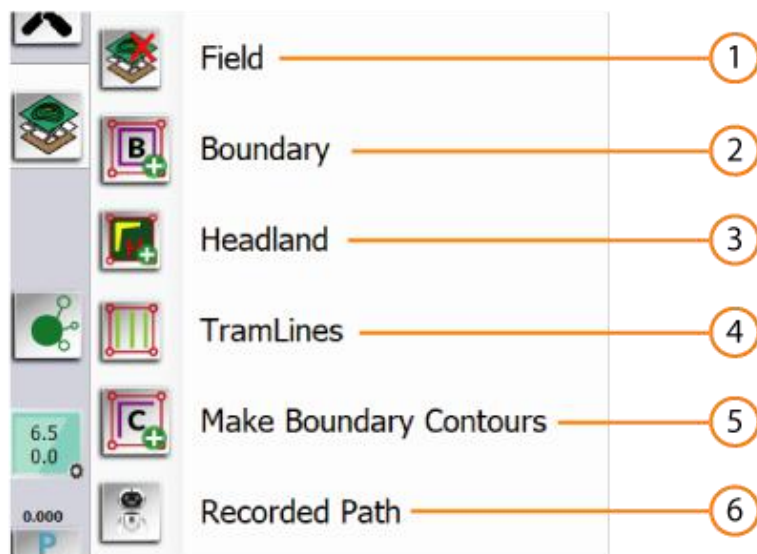 Field
1
B
Boundary
2
H
Headland
3
TramLines
4
C
Make Boundary Contours
5
6.5
0.0
Recorded Path
6
0.000
P